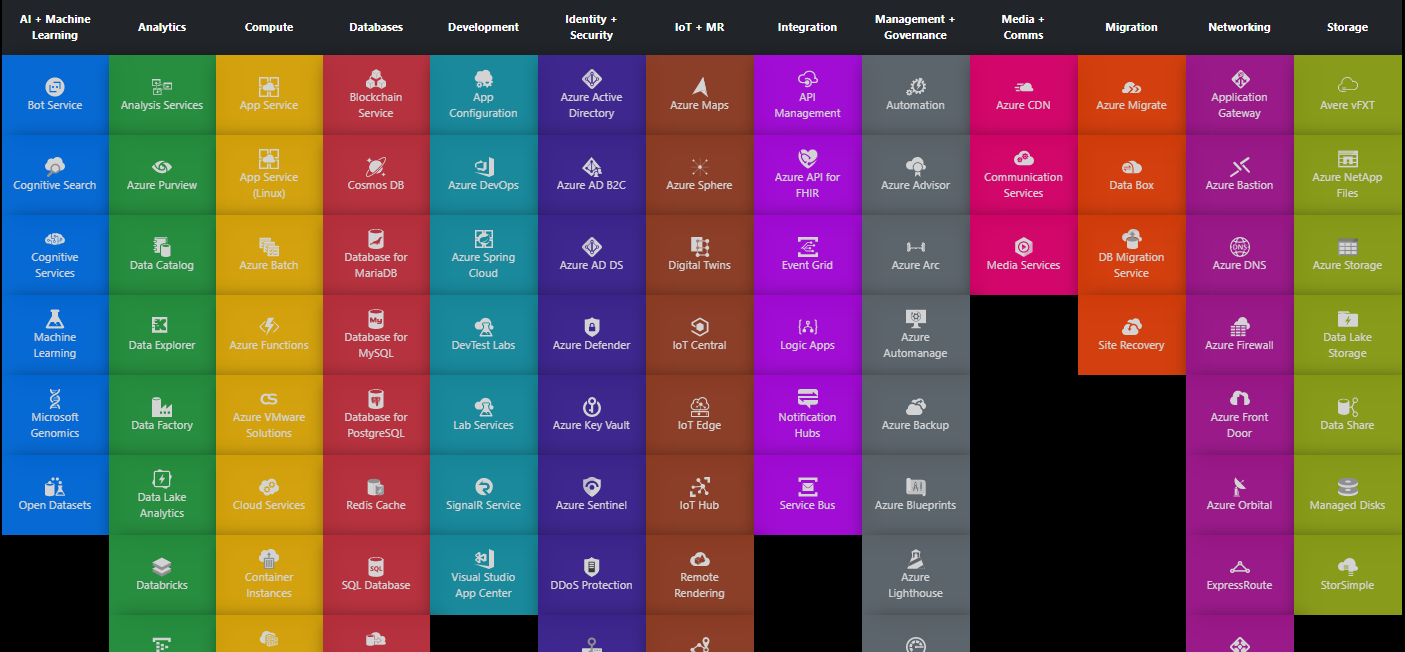 AI + Machine
Learning
Analytics
Compute
Databases
Development
Identity +
Security
IoT + MR
Integration
Management +
Governance
Media +
Comms
Migration
Networking
Storage
Bot Service
Analysis Services
App Service
Blockchain
Service
App
Configuration
Azure Active
Directory
Azure Maps
API
Management
Automation
Azure CDN
Azure Migrate
Application
Gateway
Avere vFXT
Cognitive Search
Azure Purview
App Service
(Linux)
Cosmos DB
Azure DevOps
Azure AD B2C
Azure Sphere
Azure API for
FHIR
Azure Advisor
Communication
Services
Data Box
Azure Bastion
Azure NetApp
Files
Cognitive
Services
Data Catalog
Azure Batch
Database for
MariaDB
Azure Spring
Cloud
Azure AD DS
Digital Twins
Event Grid
Azure Arc
Media Services
DB Migration
Service
DNS
Azure DNS
Azure Storage
Machine
Learning
Data Explorer
Azure Functions
My
Database for
MySQL
DevTest Labs
Azure Defender
IoT Central
Logic Apps
Azure
Automanage
Site Recovery
Azure Firewall
Data Lake
Storage
Microsoft
Genomics
Data Factory
CS
Azure VMware
Solutions
Database for
PostgreSQL
Lab Services
Azure Key Vault
IoT Edge
Notification
Hubs
Azure Backup
Azure Front
Door
Data Share
Open Datasets
Data Lake
Analytics
Cloud Services
Redis Cache
SignalR Service
Azure Sentinel
IoT Hub
Service Bus
AI
Azure Blueprints
Azure Orbital
Managed Disks
Databricks
Container
Instances
SQL
SQL Database
Visual Studio
App Center
DDoS Protection
Remote
Rendering
Azure
Lighthouse
ExpressRoute
StorSimple